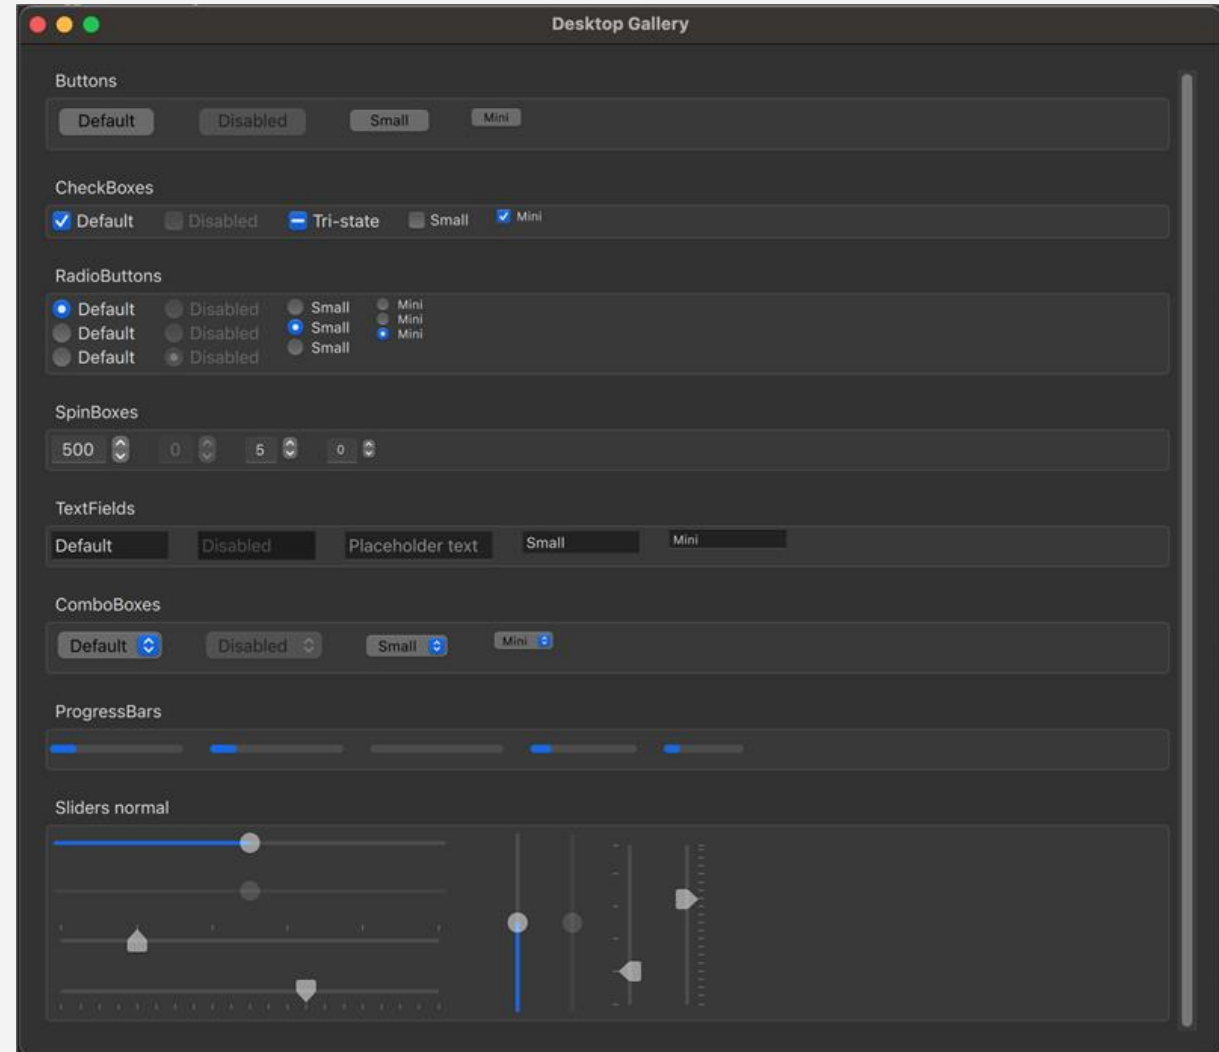 Desktop Gallery
Buttons
Default Disabled Small Mini
CheckBoxes
Default Disabled Tri-state Small Mini
RadioButtons
Default Disabled Small Mini
Default Disabled Small Mini
Default Disabled Small Mini
SpinBoxes
500 0 5 0
TextFields
Default Disabled Placeholder text Small Mini
ComboBoxes
Default Disabled Small Mini
ProgressBars
Sliders normal